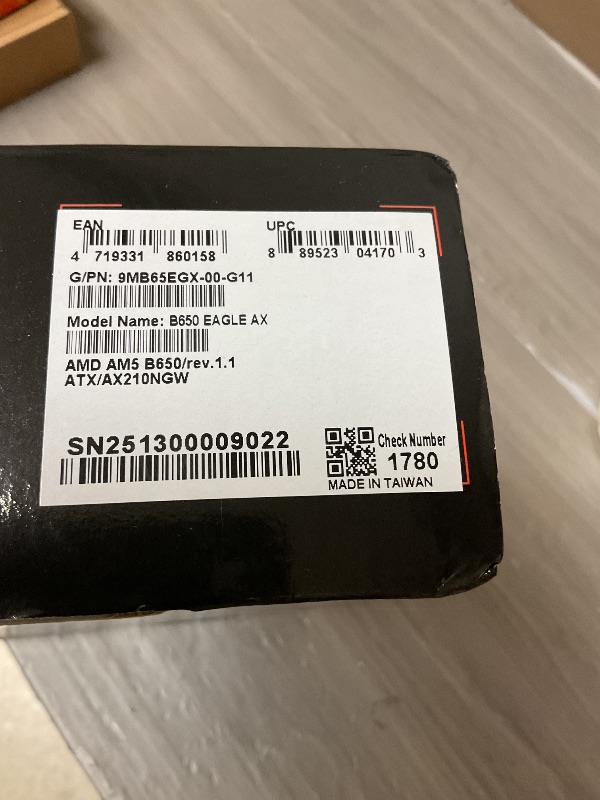 EAN
4 719331 860158
UPC
8 89523 04170 3
G/PN: 9MB65EGX-00-G11
Model Name: B650 EAGLE AX
AMD AM5 B650/rev.1.1
ATX/AX210NGW
SN251300009022
Check Number
1780
MADE IN TAIWAN